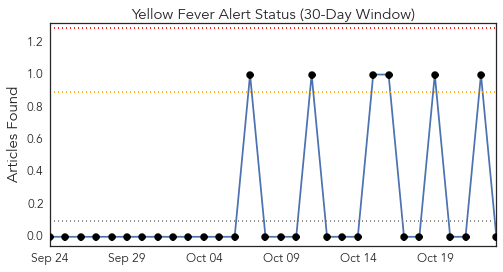 Yellow Fever Alert Status (30-Day Window)
Articles Found
1.2
1.0
0.8
0.6
0.4
0.2
0.0
Sep 24 Sep 29 Oct 04 Oct 09 Oct 14 Oct 19